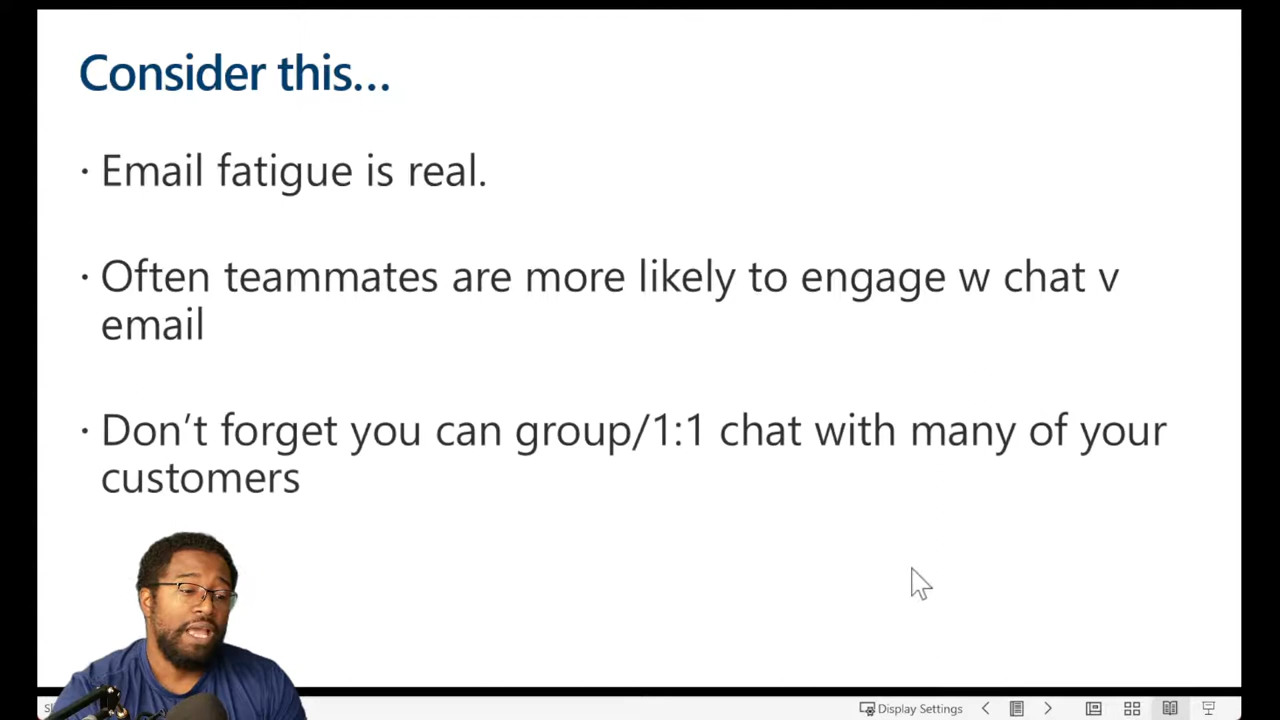 Consider this...
· Email fatigue is real.
· Often teammates are more likely to engage w chat v
email
· Don't forget you can group/1:1 chat with many of your
customers
Display Settings